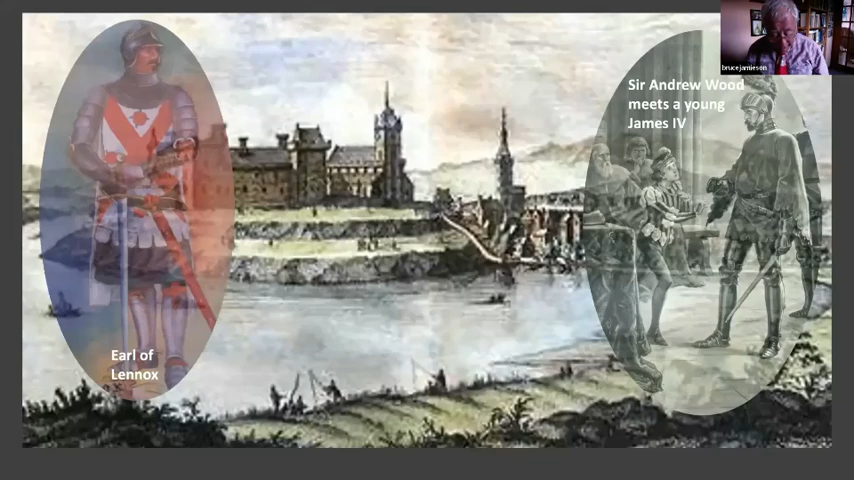 brucejamieson
Sir Andrew Wood
meets a young
James IV
Earl of
Lennox